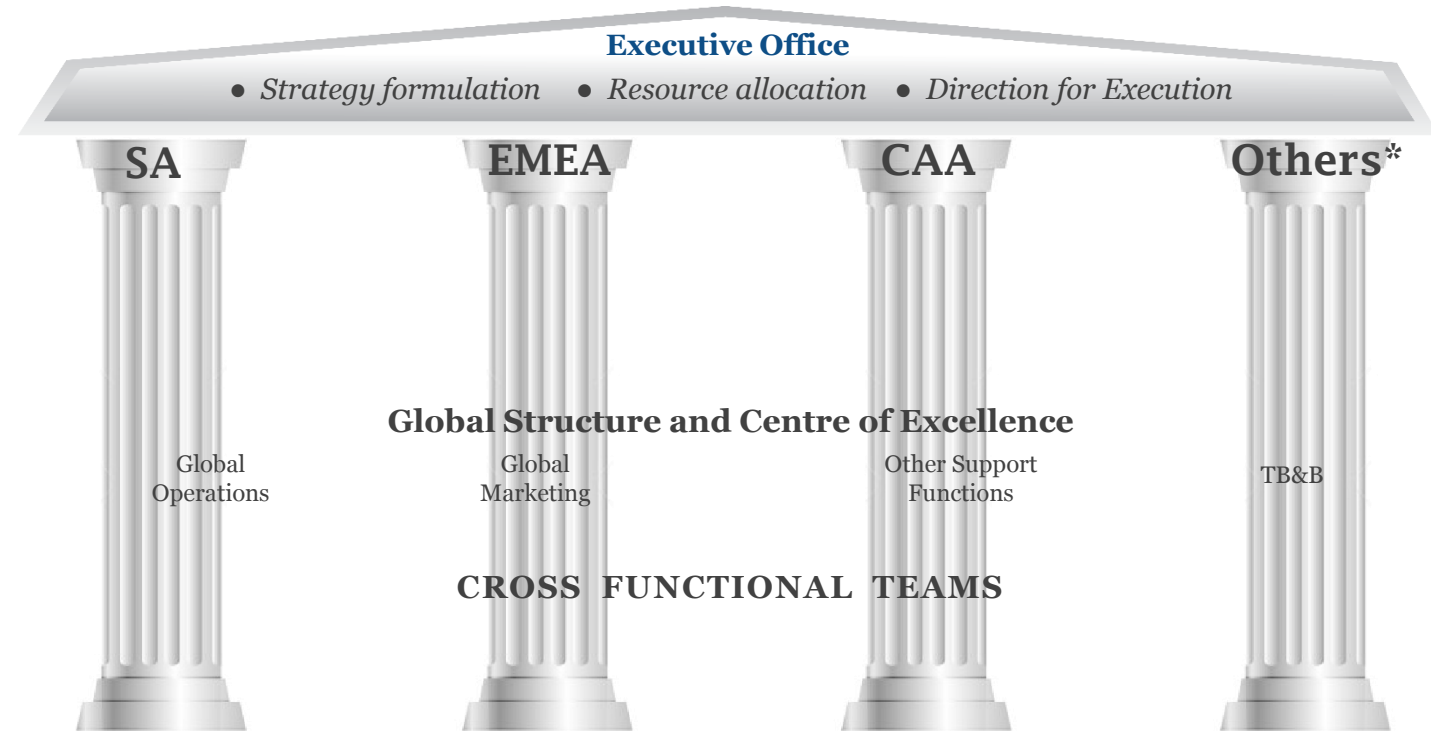 Executive Office
● Strategy formulation ● Resource allocation ● Direction for Execution
SA EMEA CAA Others*
Global Structure and Centre of Excellence
Global
Operations
Global
Marketing
Other Support
Functions
TB&B
CROSS FUNCTIONAL TEAMS